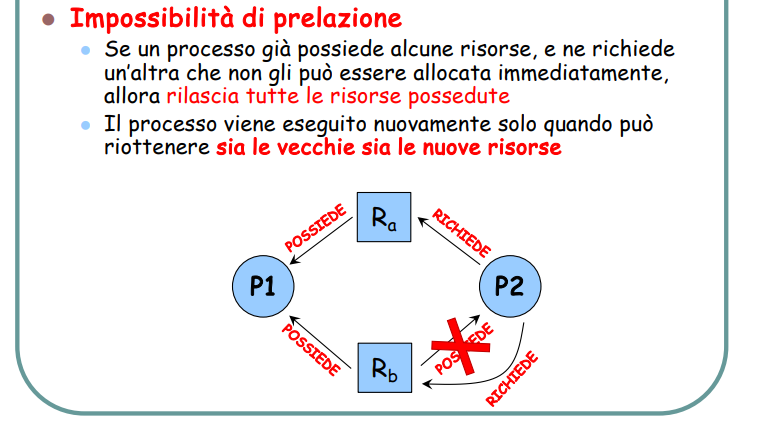 Impossibilità di prelazione
Se un processo già possiede alcune risorse, e ne richiede
un'altra che non gli può essere allocata immediatamente,
allora rilascia tutte le risorse possedute
Il processo viene eseguito nuovamente solo quando può
riottenere sia le vecchie sia le nuove risorse
POSSIEDE
Ra
RICHIEDE
P1
P2
POSSIEDE
Rb
POSSIEDE
RICHIEDE